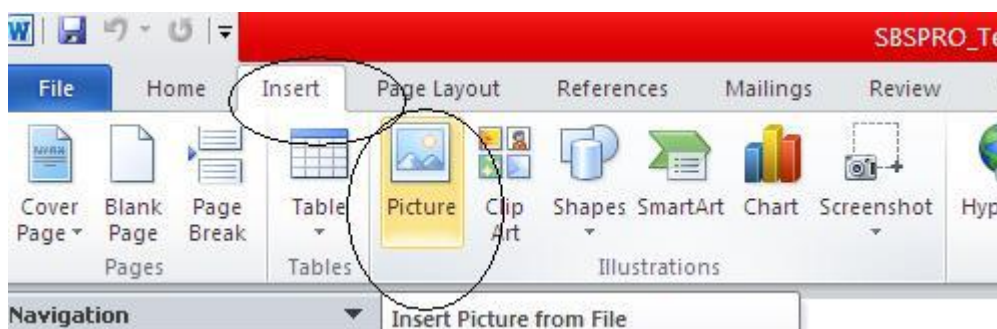 W
SBSPRO_Te
File Home Insert Page Layout References Mailings Review
Cover Page Blank Page Page Break Table Picture Clip Art Shapes SmartArt Chart Screenshot Hyp
Pages Tables Illustrations
Navigation
Insert Picture from File